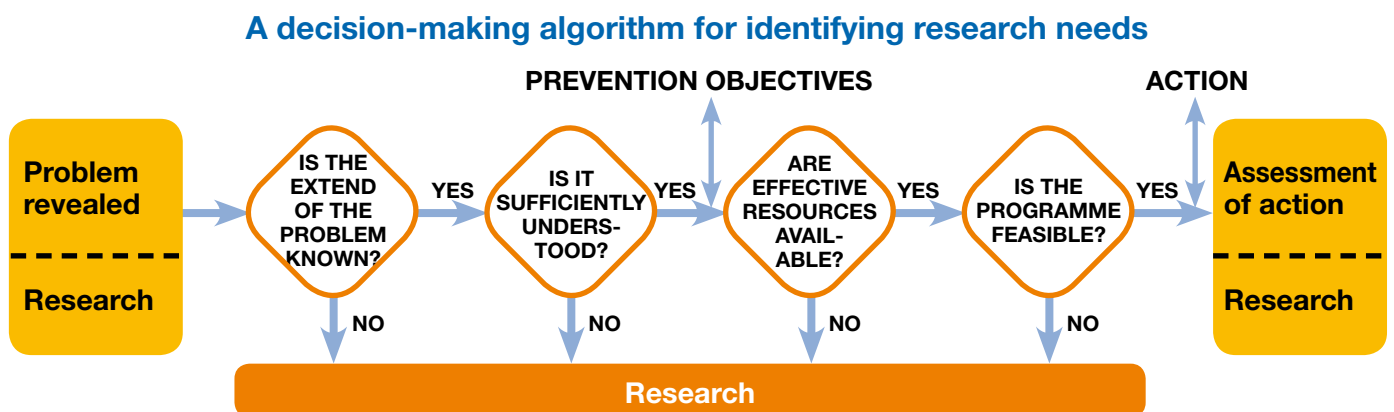 A decision-making algorithm for identifying research needs
PREVENTION OBJECTIVES
ACTION
Problem
revealed
Research
IS THE
EXTEND
OF THE
PROBLEM
KNOWN?
YES
NO
IS IT
SUFFICIENTLY
UNDERS-
TOOD?
YES
NO
ARE
EFFECTIVE
RESOURCES
AVAIL-
ABLE?
YES
NO
IS THE
PROGRAMME
FEASIBLE?
YES
NO
Assessment
of action
Research
Research